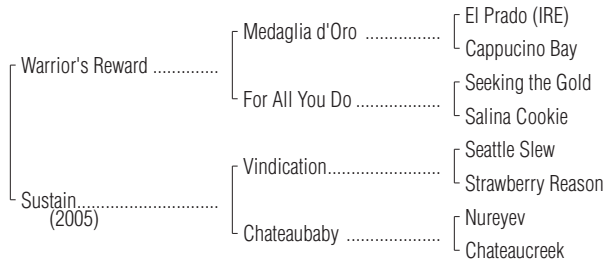 El Prado (IRE)
Medaglia d'Oro ..................
Cappucino Bay
Warrior's Reward ..............
Seeking the Gold
For All You Do ....................
Salina Cookie
Seattle Slew
Vindication.......................
Strawberry Reason
Sustain..............................
(2005)
Nureyev
Chateaubaby ......................
Chateaucreek